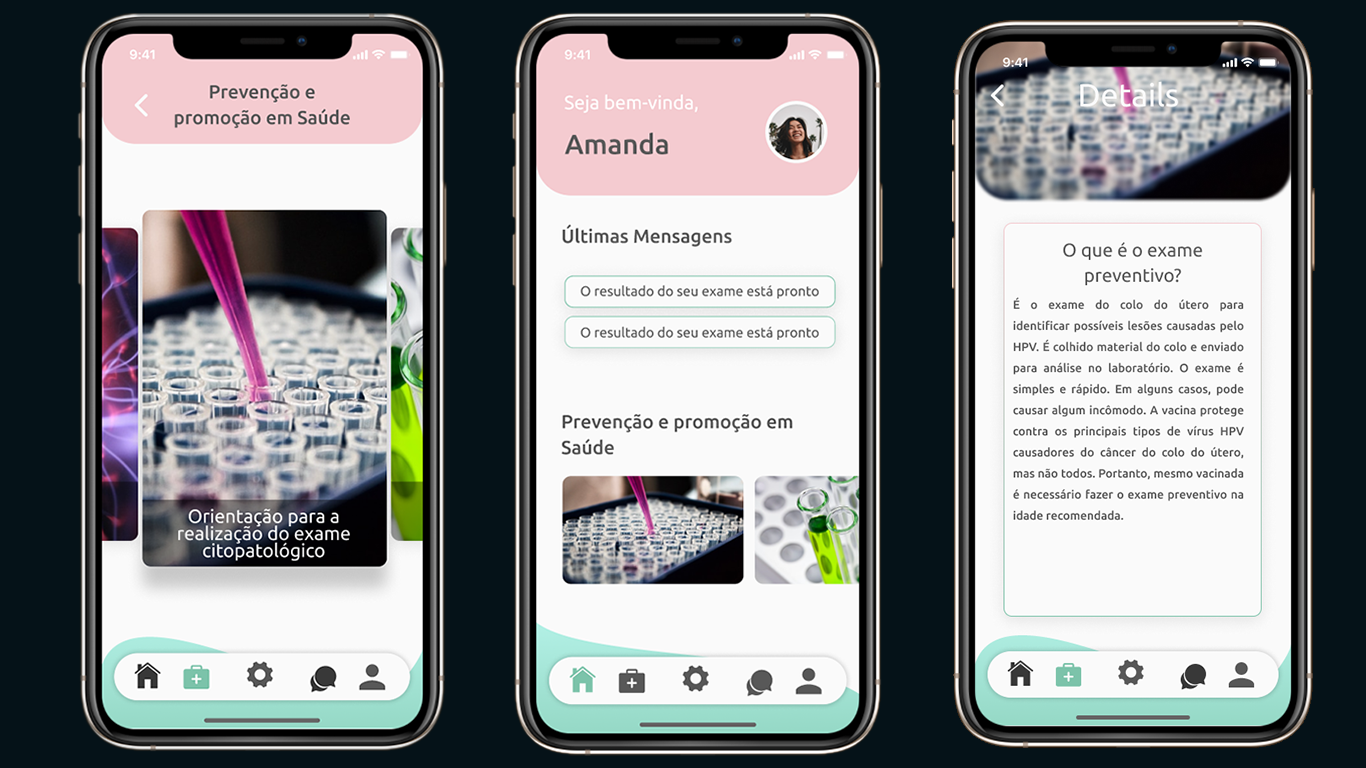 9:41
Prevenção e
promoção em Saúde
Orientação para a
realização do exame
citopatológico
9:41
Seja bem-vinda,
Amanda
Últimas Mensagens
O resultado do seu exame está pronto
O resultado do seu exame está pronto
Prevenção e promoção em
Saúde
9:41
Details
O que é o exame
preventivo?
É o exame do colo do útero para
identificar possíveis lesões causadas pelo
HPV. É colhido material do colo e enviado
para análise no laboratório. O exame é
simples e rápido. Em alguns casos, pode
causar algum incômodo. A vacina protege
contra os principais tipos de vírus HPV
causadores do câncer do colo do útero,
mas não todos. Portanto, mesmo vacinada
é necessário fazer o exame preventivo na
idade recomendada.